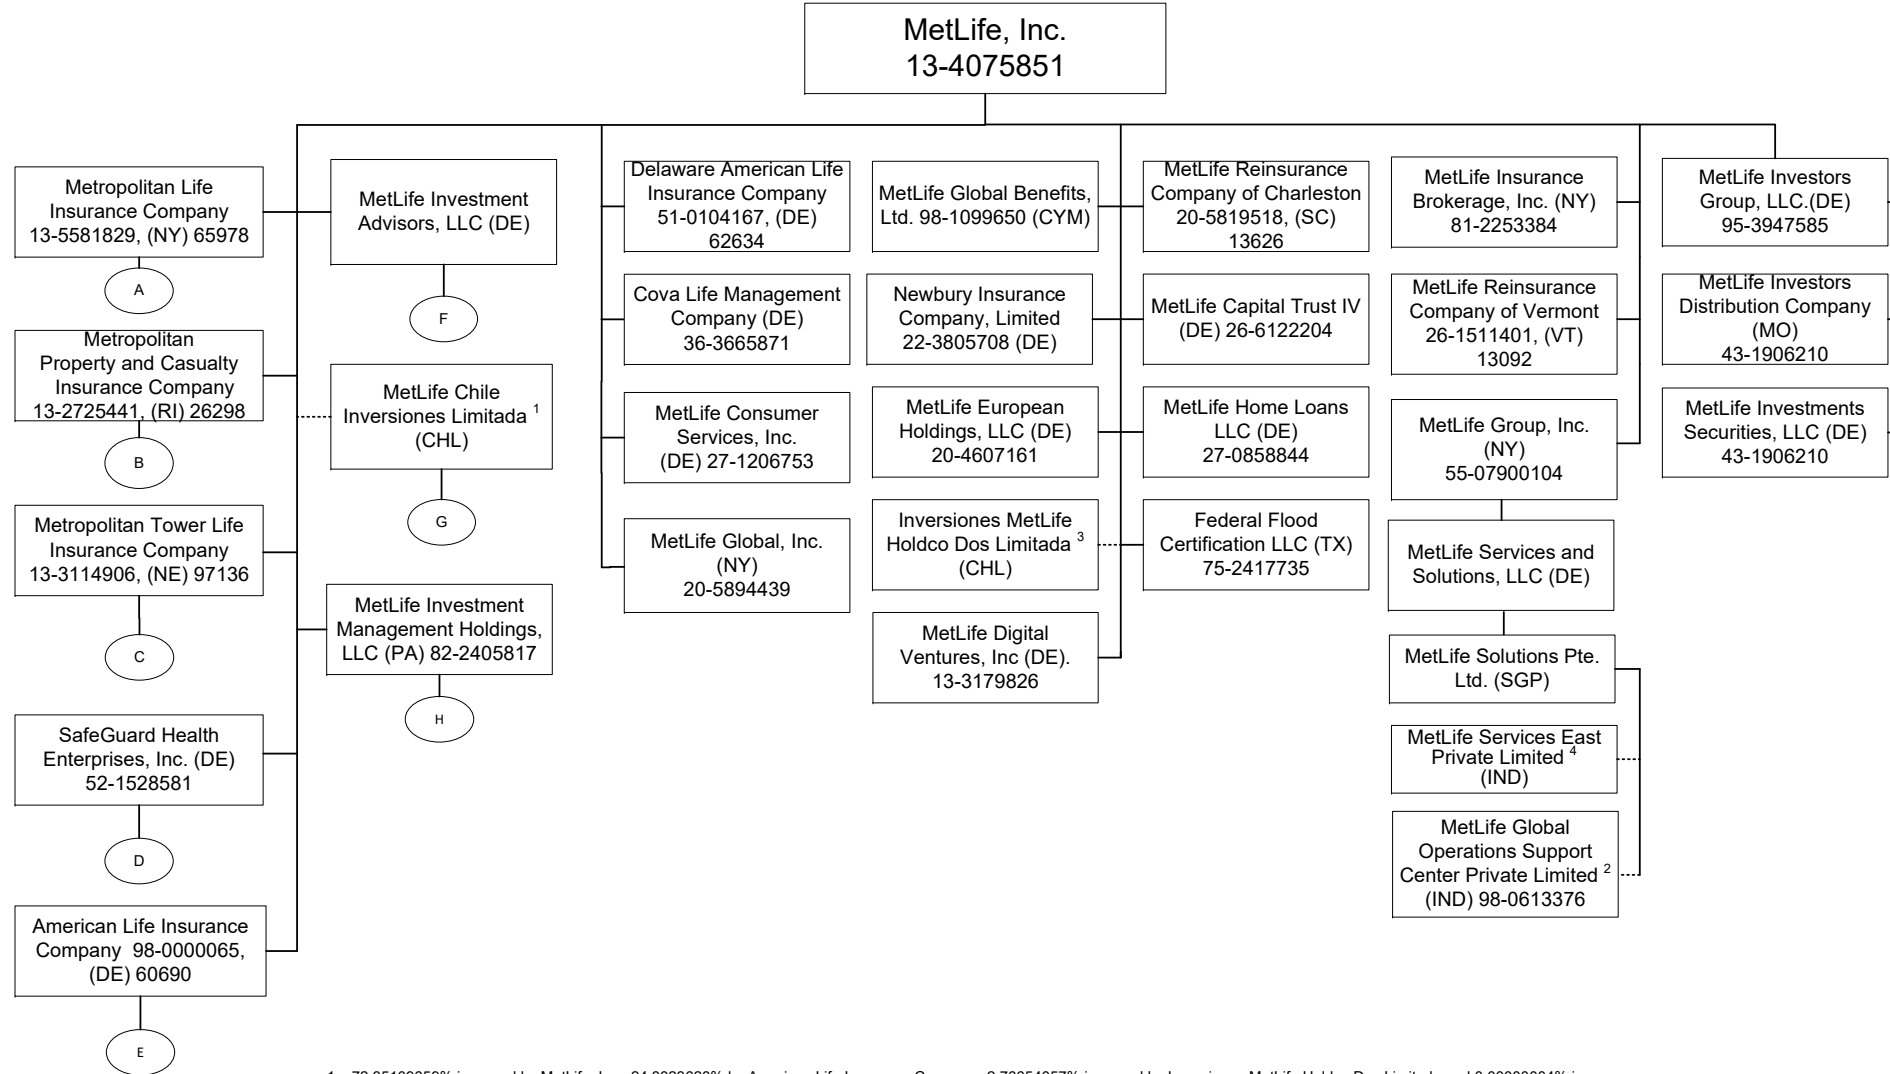 MetLife, Inc.
13-4075851
Metropolitan Life
Insurance Company
13-5581829, (NY) 65978
A
Metropolitan
Property and Casualty
Insurance Company
13-2725441, (RI) 26298
B
Metropolitan Tower Life
Insurance Company
13-3114906, (NE) 97136
C
SafeGuard Health
Enterprises, Inc. (DE)
52-1528581
D
American Life Insurance
Company 98-0000065,
(DE) 60690
E
MetLife Investment
Advisors, LLC (DE)
F
MetLife Chile
Inversiones Limitada 1
(CHL)
G
MetLife Investment
Management Holdings,
LLC (PA) 82-2405817
H
Delaware American Life
Insurance Company
51-0104167, (DE)
62634
Cova Life Management
Company (DE)
36-3665871
MetLife Consumer
Services, Inc.
(DE) 27-1206753
MetLife Global, Inc.
(NY)
20-5894439
MetLife Global Benefits,
Ltd. 98-1099650 (CYM)
Newbury Insurance
Company, Limited
22-3805708 (DE)
MetLife European
Holdings, LLC (DE)
20-4607161
Inversiones MetLife
Holdco Dos Limitada 3
(CHL)
MetLife Digital
Ventures, Inc (DE).
13-3179826
MetLife Reinsurance
Company of Charleston
20-5819518, (SC)
13626
MetLife Capital Trust IV
(DE) 26-6122204
MetLife Home Loans
LLC (DE)
27-0858844
Federal Flood
Certification LLC (TX)
75-2417735
MetLife Insurance
Brokerage, Inc. (NY)
81-2253384
MetLife Reinsurance
Company of Vermont
26-1511401, (VT)
13092
MetLife Group, Inc.
(NY)
55-07900104
MetLife Services and
Solutions, LLC (DE)
MetLife Solutions Pte.
Ltd. (SGP)
MetLife Services East
Private Limited 4
(IND)
MetLife Global
Operations Support
Center Private Limited 2
(IND) 98-0613376
MetLife Investors
Group, LLC.(DE)
95-3947585
MetLife Investors
Distribution Company
(MO)
43-1906210
MetLife Investments
Securities, LLC (DE)
43-1906210